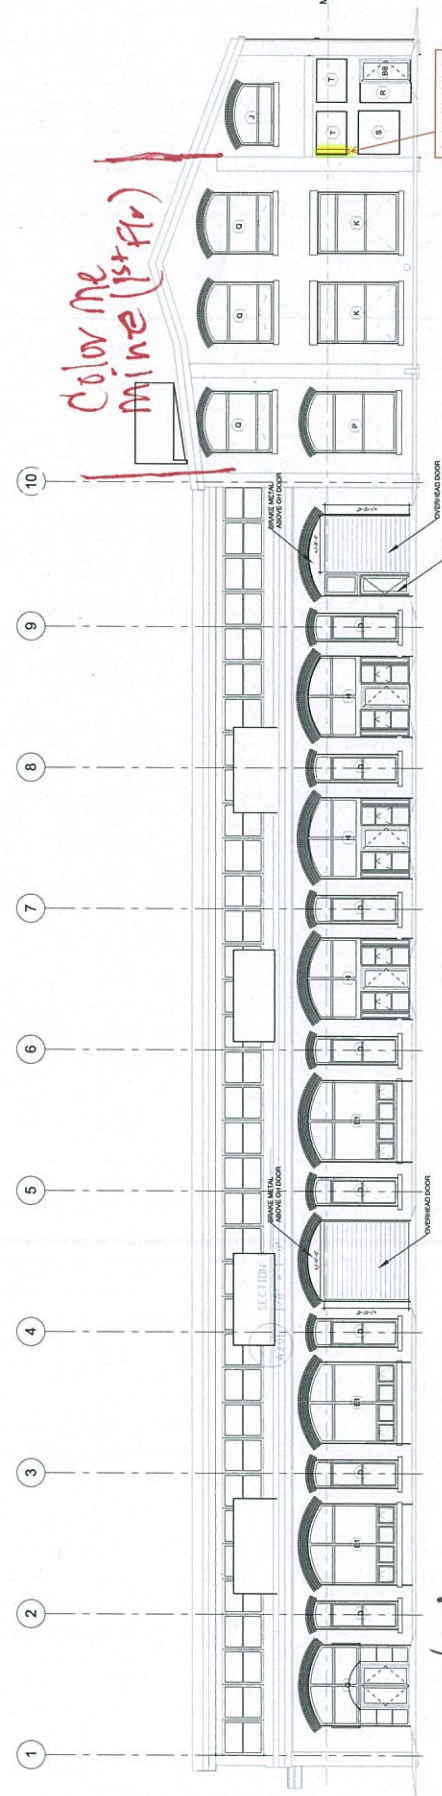 1 2 3 4 5 6 7 8 9 10
Color Me
Mine (1st Flr)
Q Q Q J
BRAKE METAL
ABOVE OH DOOR
BRAKE METAL
ABOVE OH DOOR
SECTION
D E1 D E1 D D E1 D H D H D H D P K K
T T
S R BB
OVERHEAD DOOR
OVERHEAD DOOR
M